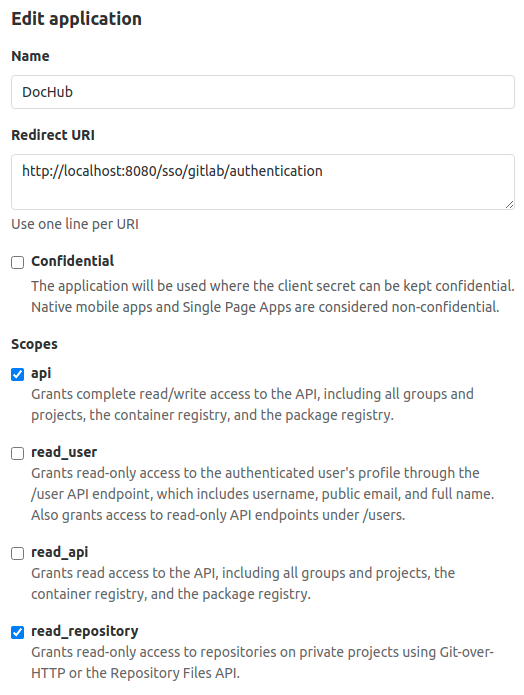 Edit application
Name
DocHub
Redirect URI
http://localhost:8080/sso/gitlab/authentication
Use one line per URI
Confidential
The application will be used where the client secret can be kept confidential.
Native mobile apps and Single Page Apps are considered non-confidential.
Scopes
api
Grants complete read/write access to the API, including all groups and
projects, the container registry, and the package registry.
read_user
Grants read-only access to the authenticated user's profile through the
/user API endpoint, which includes username, public email, and full name.
Also grants access to read-only API endpoints under /users.
read_api
Grants read access to the API, including all groups and projects, the
container registry, and the package registry.
read_repository
Grants read-only access to repositories on private projects using Git-over-
HTTP or the Repository Files API.